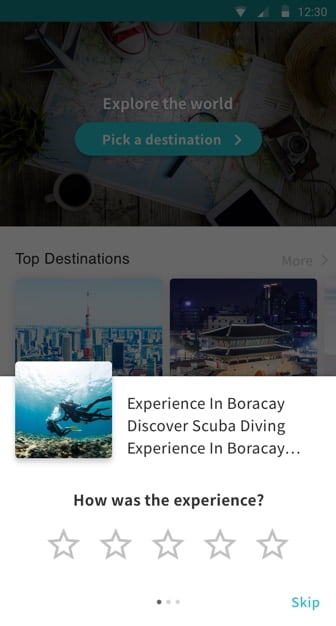 12:30
Explore the world
Pick a destination
Top Destinations
More
Experience In Boracay
Discover Scuba Diving
Experience In Boracay...
How was the experience?
Skip